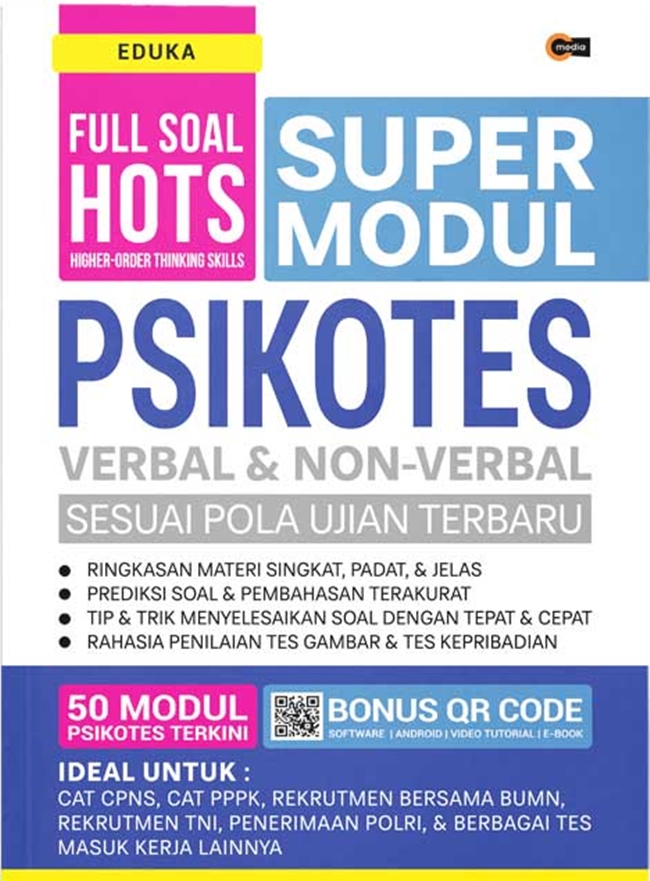 EDUKA
media
FULL SOAL
HOTS
HIGHER-ORDER THINKING SKILLS
SUPER
MODUL
PSIKOTES
VERBAL & NON-VERBAL
SESUAI POLA UJIAN TERBARU
• RINGKASAN MATERI SINGKAT, PADAT, & JELAS
• PREDIKSI SOAL & PEMBAHASAN TERAKURAT
• TIP & TRIK MENYELESAIKAN SOAL DENGAN TEPAT & CEPAT
• RAHASIA PENILAIAN TES GAMBAR & TES KEPRIBADIAN
50 MODUL
PSIKOTES TERKINI
BONUS QR CODE
SOFTWARE | ANDROID | VIDEO TUTORIAL | E-BOOK
IDEAL UNTUK :
CAT CPNS, CAT PPPK, REKRUTMEN BERSAMA BUMN,
REKRUTMEN TNI, PENERIMAAN POLRI, & BERBAGAI TES
MASUK KERJA LAINNYA